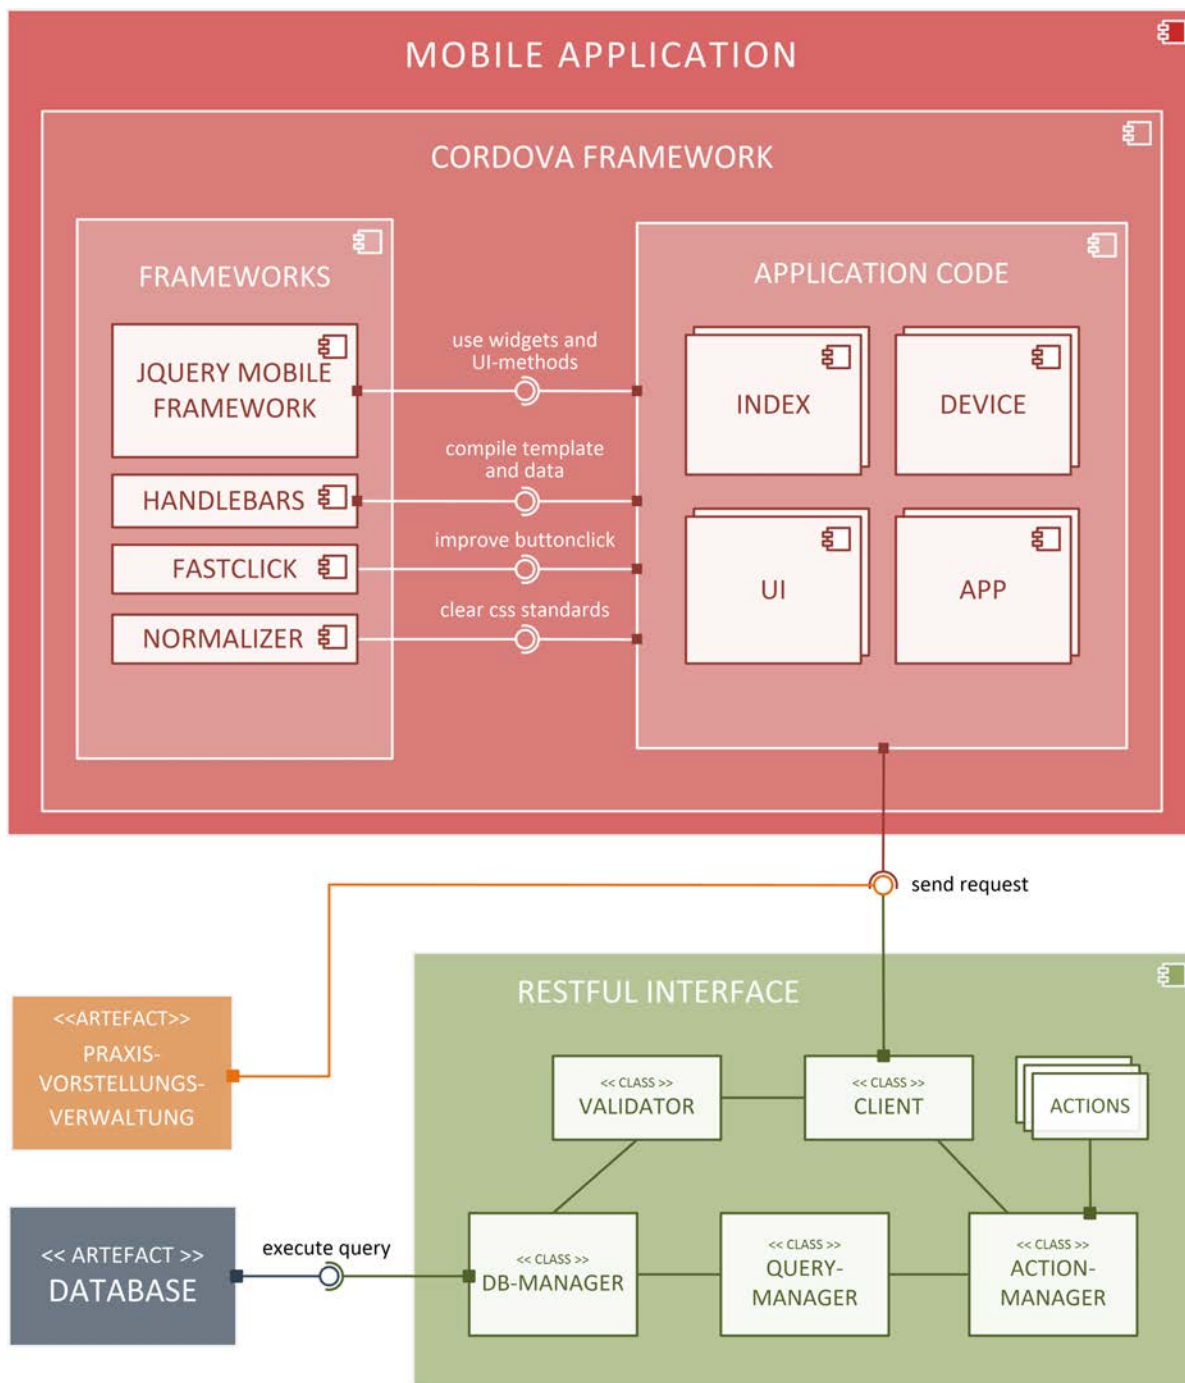 MOBILE APPLICATION
CORDOVA FRAMEWORK
FRAMEWORKS
JQUERY MOBILE
FRAMEWORK
HANDLEBARS
FASTCLICK
NORMALIZER
use widgets and
UI-methods
compile template
and data
improve buttonclick
clear css standards
APPLICATION CODE
INDEX
DEVICE
UI
APP
send request
<<ARTEFACT>>
PRAXIS-
VORSTELLUNGS-
VERWALTUNG
<< ARTEFACT >>
DATABASE
execute query
RESTFUL INTERFACE
<< CLASS >>
VALIDATOR
<< CLASS >>
CLIENT
ACTIONS
<< CLASS >>
DB-MANAGER
<< CLASS >>
QUERY-
MANAGER
<< CLASS >>
ACTION-
MANAGER